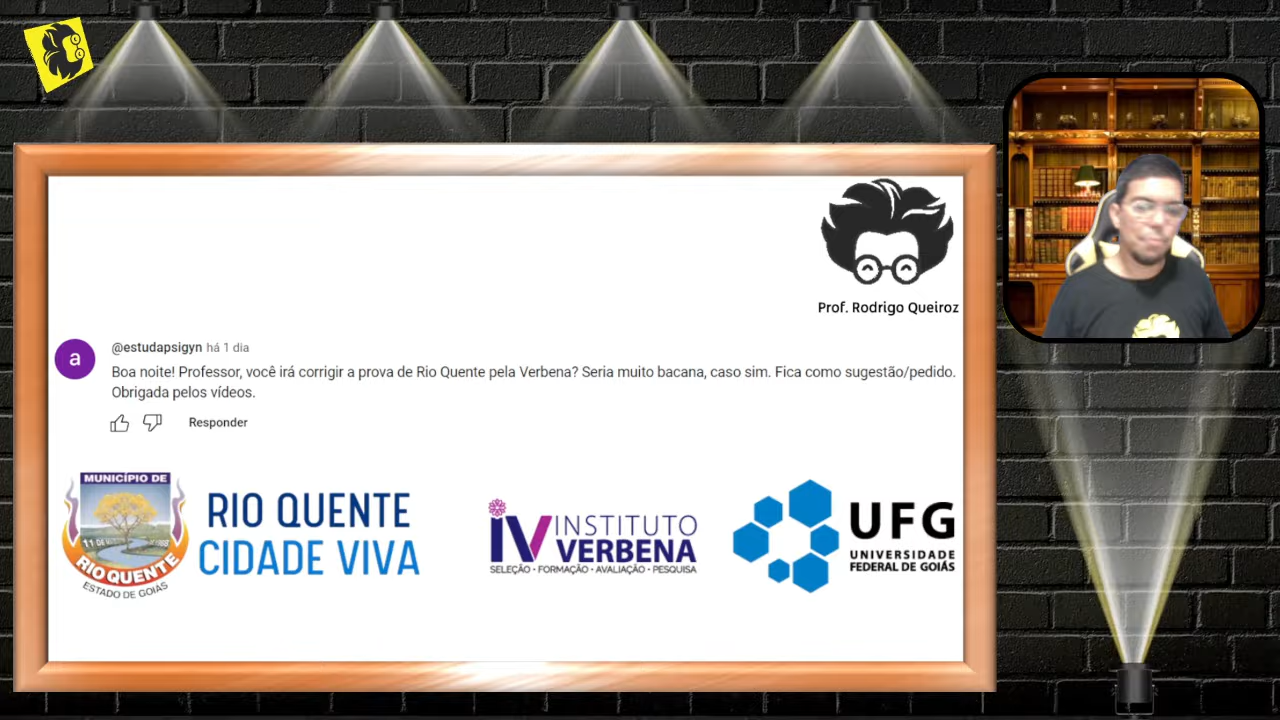 Prof. Rodrigo Queiroz
a
@estudapsigyn há 1 dia
Boa noite! Professor, você irá corrigir a prova de Rio Quente pela Verbena? Seria muito bacana, caso sim. Fica como sugestão/pedido.
Obrigada pelos vídeos.
Responder
MUNICÍPIO DE
RIO QUENTE
ESTADO DE GOIÁS
RIO QUENTE
CIDADE VIVA
IV INSTITUTO
VERBENA
SELEÇÃO • FORMAÇÃO • AVALIAÇÃO • PESQUISA
UFG
UNIVERSIDADE
FEDERAL DE GOIÁS